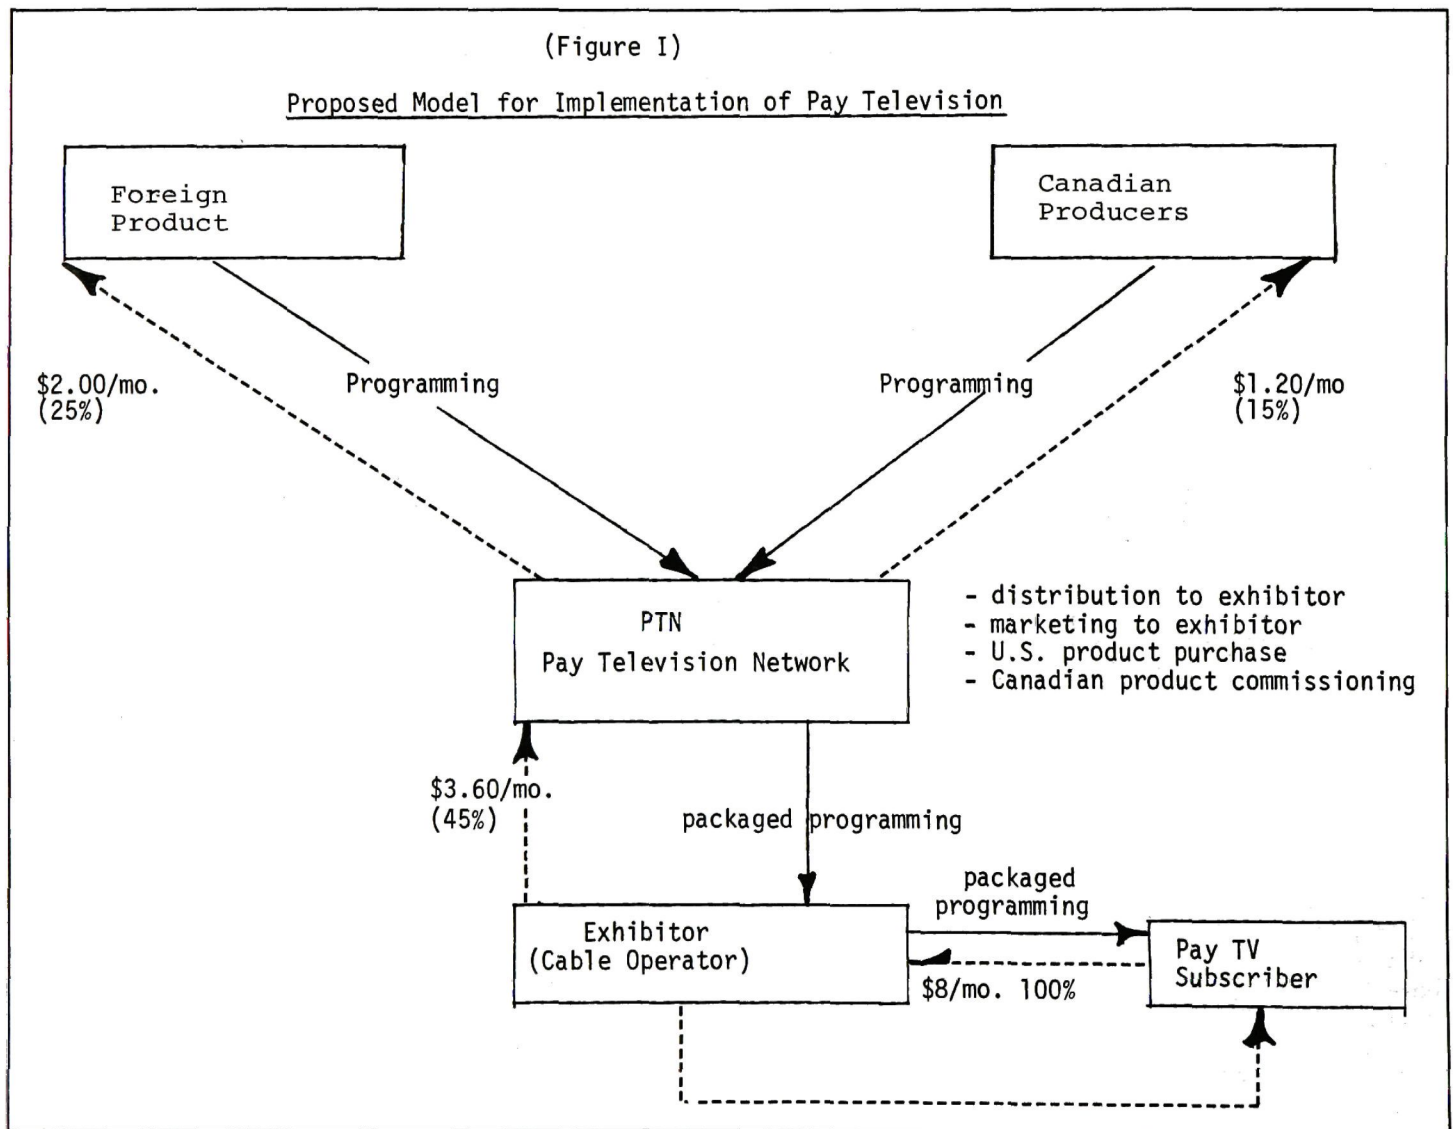 (Figure I)
Proposed Model for Implementation of Pay Television
Foreign
Product
Canadian
Producers
$2.00/mo.
(25%)
Programming
Programming
$1.20/mo
(15%)
PTN
Pay Television Network
- distribution to exhibitor
- marketing to exhibitor
- U.S. product purchase
- Canadian product commissioning
$3.60/mo.
(45%)
packaged programming
packaged
programming
Exhibitor
(Cable Operator)
$8/mo. 100%
Pay TV
Subscriber